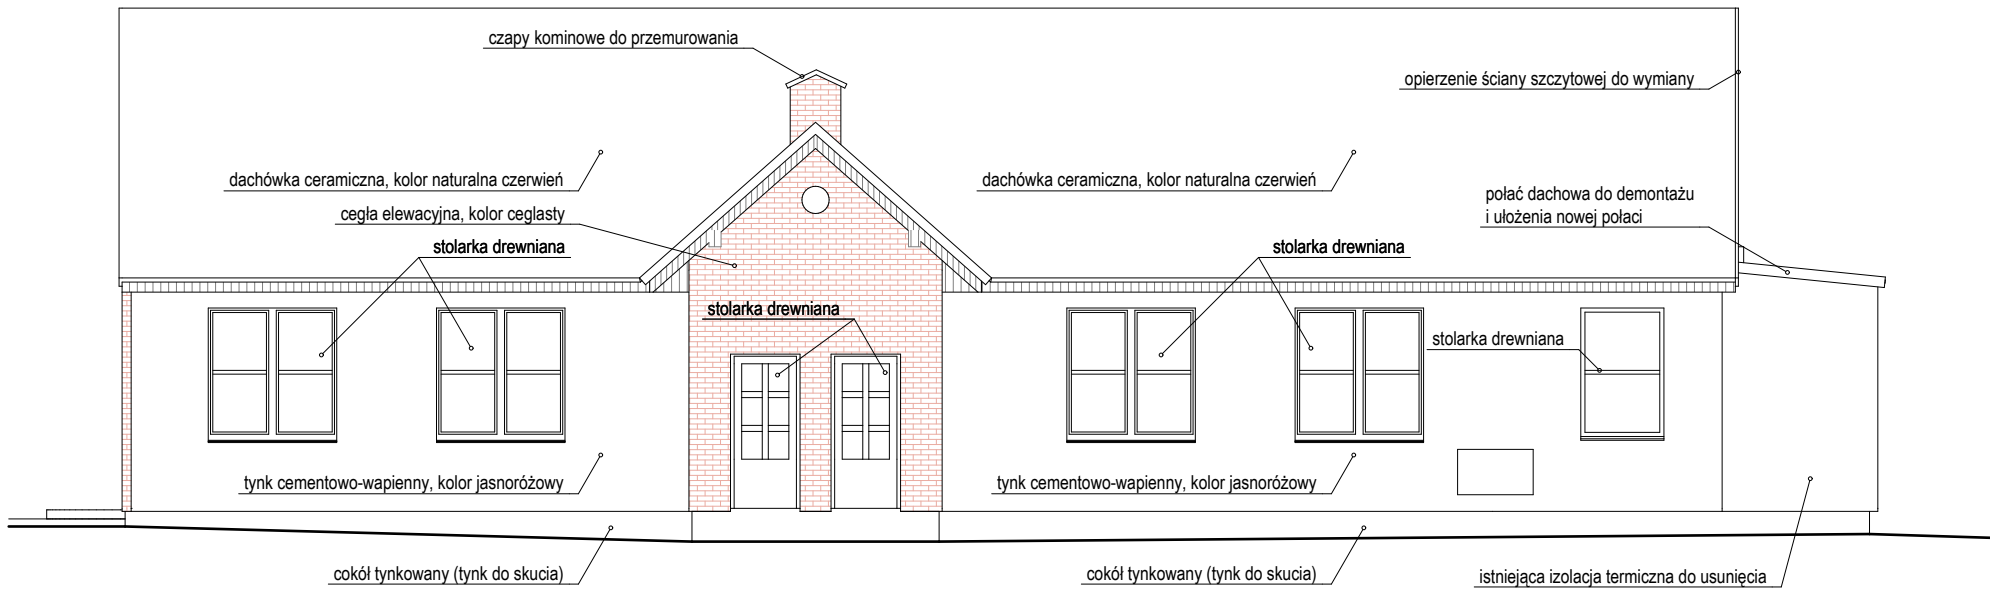 czapy kominowe do przemurowania
opierzenie ściany szczytowej do wymiany
dachówka ceramiczna, kolor naturalna czerwień
dachówka ceramiczna, kolor naturalna czerwień
połać dachowa do demontażu
i ułożenia nowej połaci
cegła elewacyjna, kolor ceglasty
stolarka drewniana
stolarka drewniana
stolarka drewniana
stolarka drewniana
tynk cementowo-wapienny, kolor jasnoróżowy
tynk cementowo-wapienny, kolor jasnoróżowy
cokół tynkowany (tynk do skucia)
cokół tynkowany (tynk do skucia)
istniejąca izolacja termiczna do usunięcia